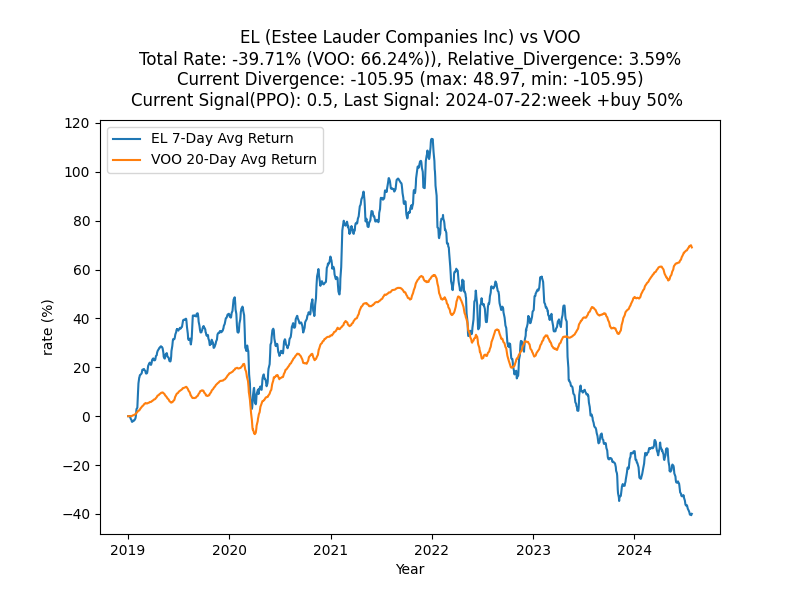 EL (Estee Lauder Companies Inc) vs VOO
Total Rate: -39.71% (VOO: 66.24%)), Relative_Divergence: 3.59%
Current Divergence: -105.95 (max: 48.97, min: -105.95)
Current Signal(PPO): 0.5, Last Signal: 2024-07-22:week +buy 50%
EL 7-Day Avg Return
VOO 20-Day Avg Return
120
100
80
60
40
20
0
−20
−40
rate (%)
2019
2020
2021
2022
2023
2024
Year